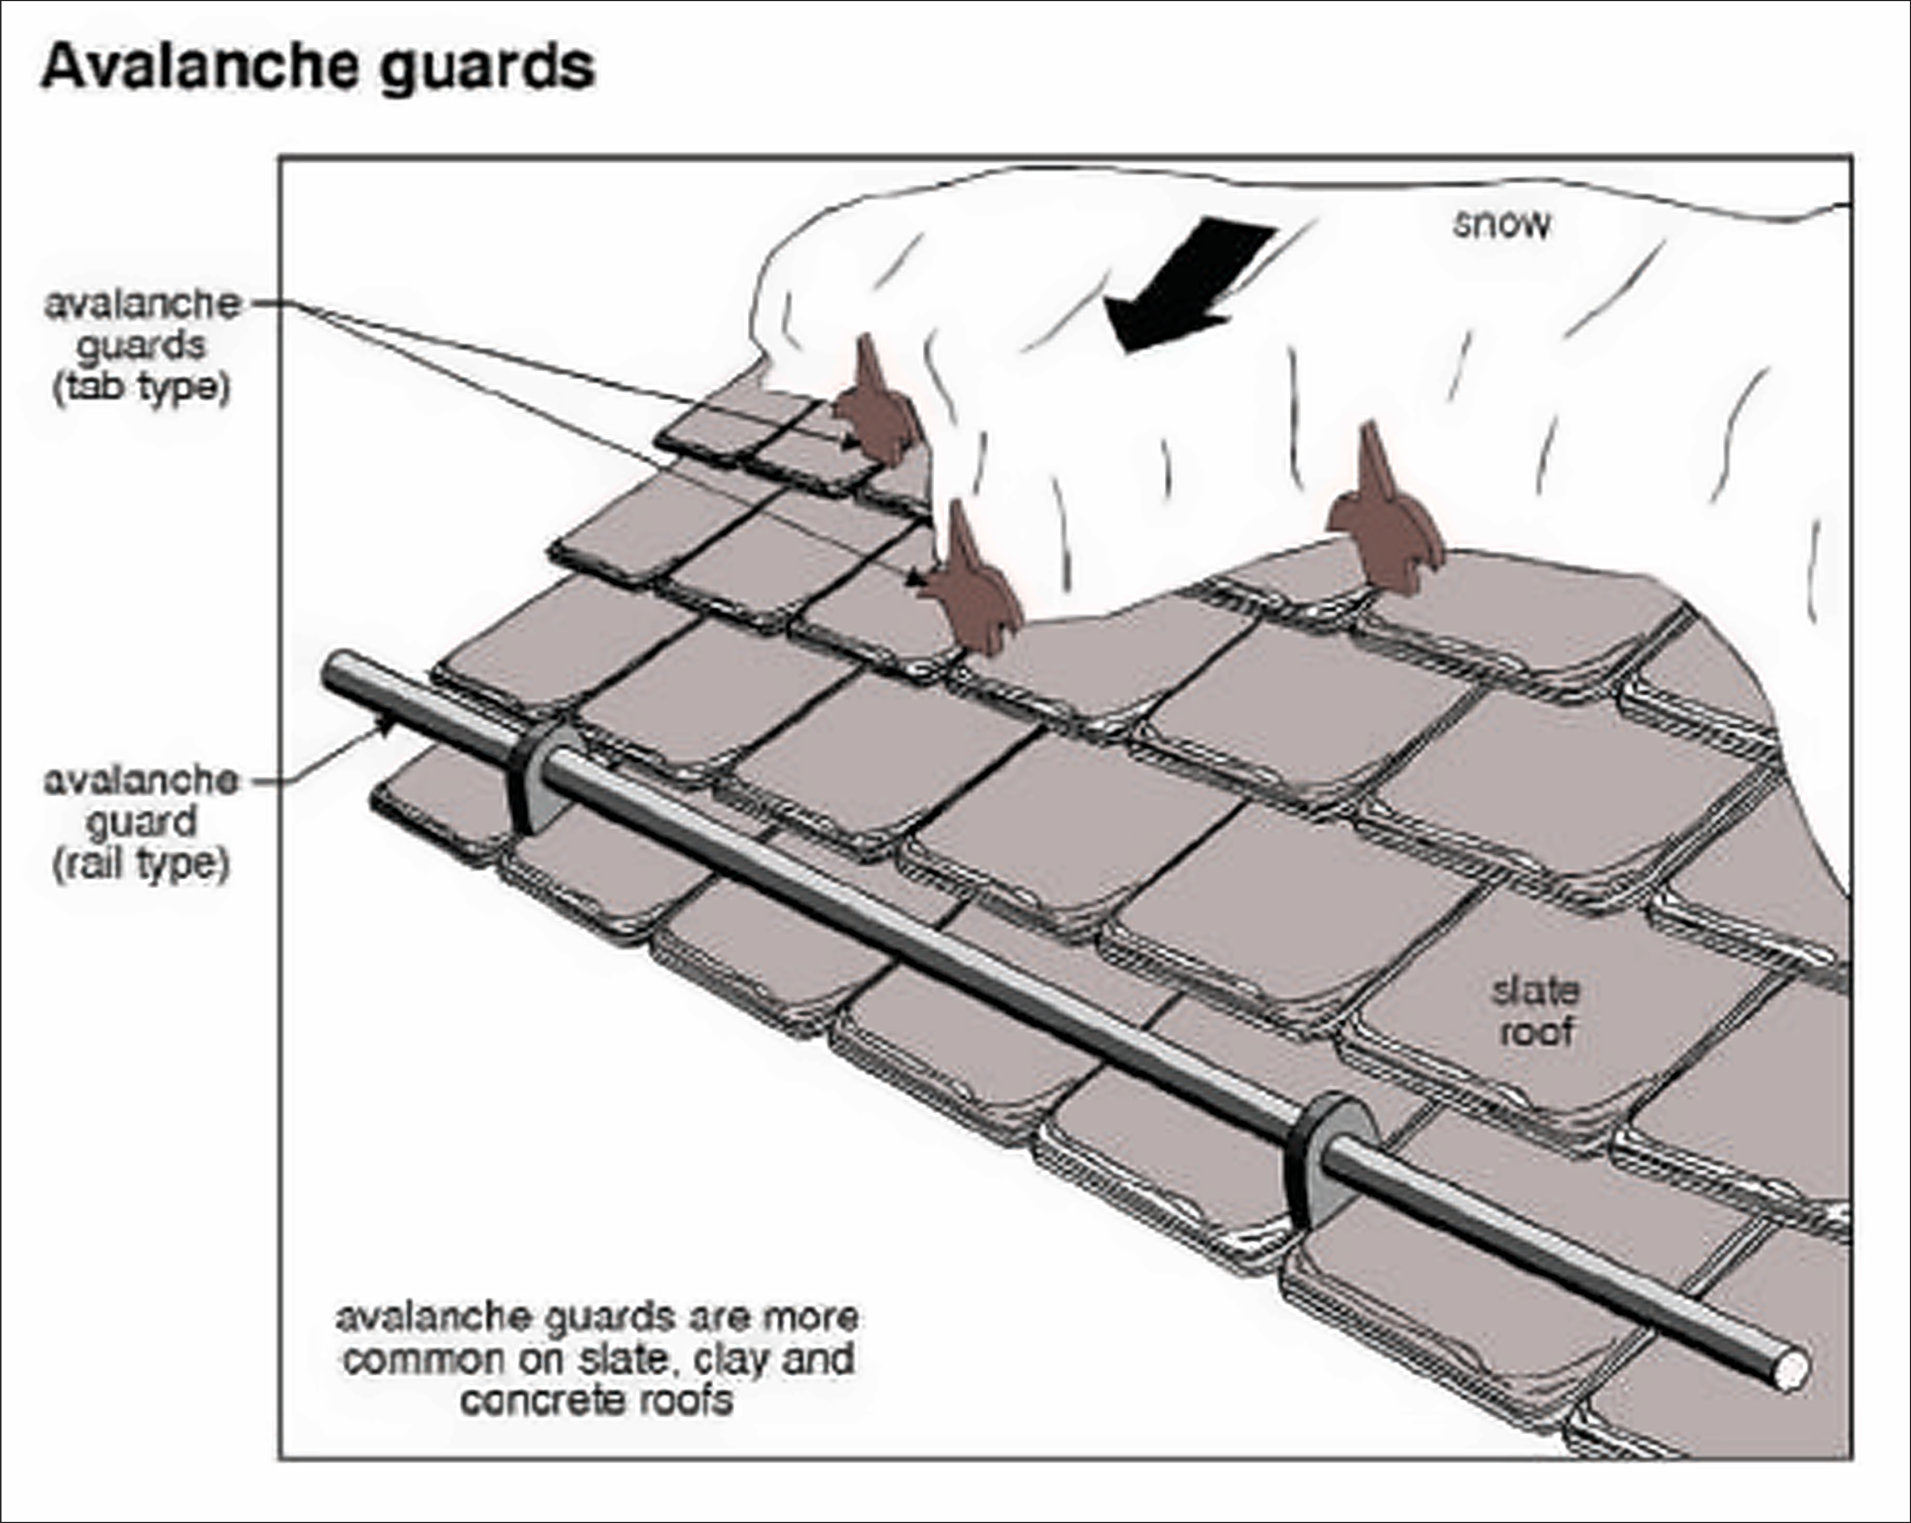 Avalanche guards
snow
avalanche
guards
(tab type)
avalanche
guard
(rail type)
slate
roof
avalanche guards are more
common on slate, clay and
concrete roofs